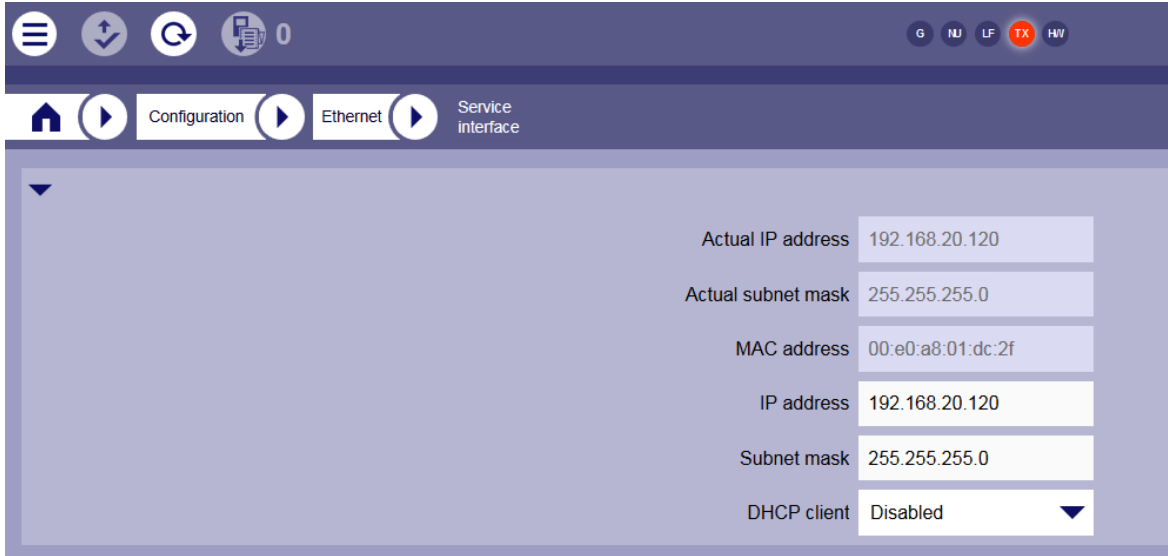 0
G NU LF TX HW
Configuration
Ethernet
Service
interface
Actual IP address 192.168.20.120
Actual subnet mask 255.255.255.0
MAC address 00:e0:a8:01:dc:2f
IP address 192.168.20.120
Subnet mask 255.255.255.0
DHCP client Disabled